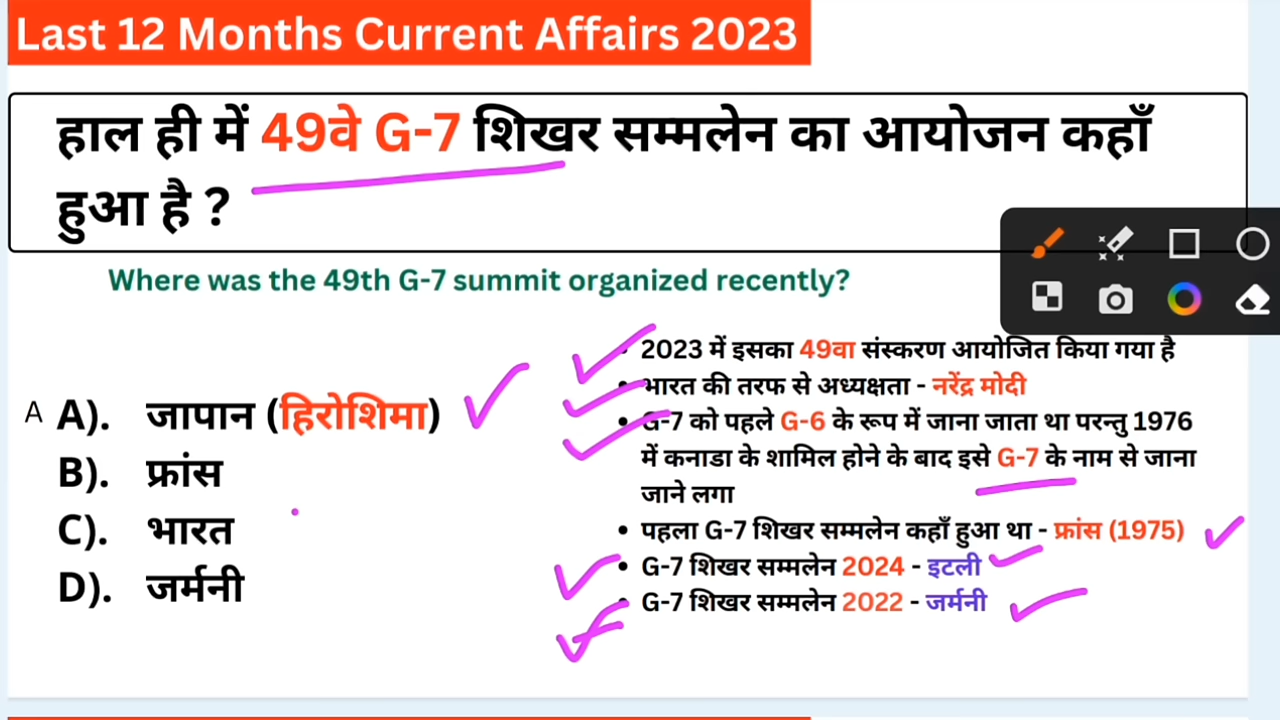 Last 12 Months Current Affairs 2023
हाल ही में 49वे G-7 शिखर सम्मलेन का आयोजन कहाँ
हुआ है ?
Where was the 49th G-7 summit organized recently?
A A). जापान (हिरोशिमा)
B). फ्रांस
C). भारत
D). जर्मनी
2023 में इसका 49वा संस्करण आयोजित किया गया है
• भारत की तरफ से अध्यक्षता - नरेंद्र मोदी
• G-7 को पहले G-6 के रूप में जाना जाता था परन्तु 1976
में कनाडा के शामिल होने के बाद इसे G-7 के नाम से जाना
जाने लगा
• पहला G-7 शिखर सम्मलेन कहाँ हुआ था - फ्रांस (1975)
• G-7 शिखर सम्मलेन 2024 - इटली
• G-7 शिखर सम्मलेन 2022 - जर्मनी